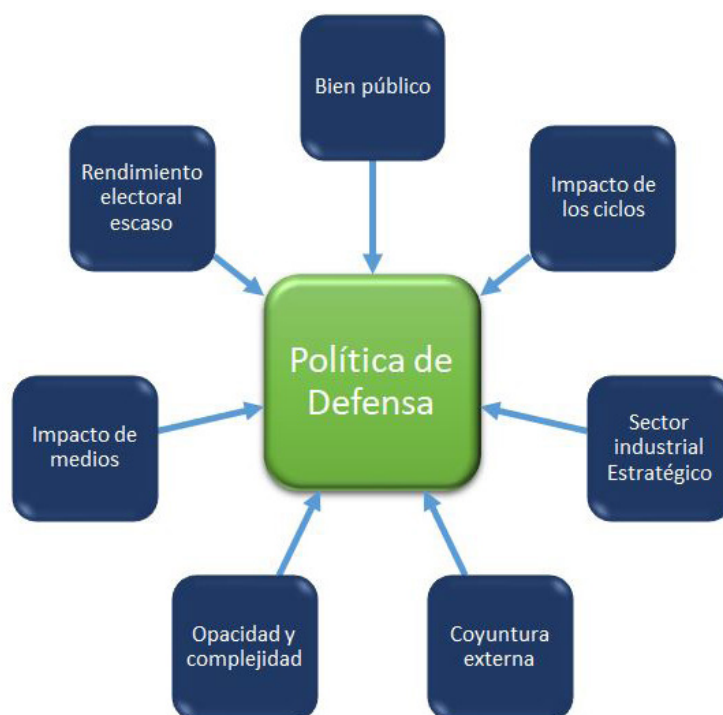 Bien público
Impacto de
los ciclos
Sector
industrial
Estratégico
Coyuntura
externa
Opacidad y
complejidad
Impacto de
medios
Rendimiento
electoral
escaso
Política de
Defensa